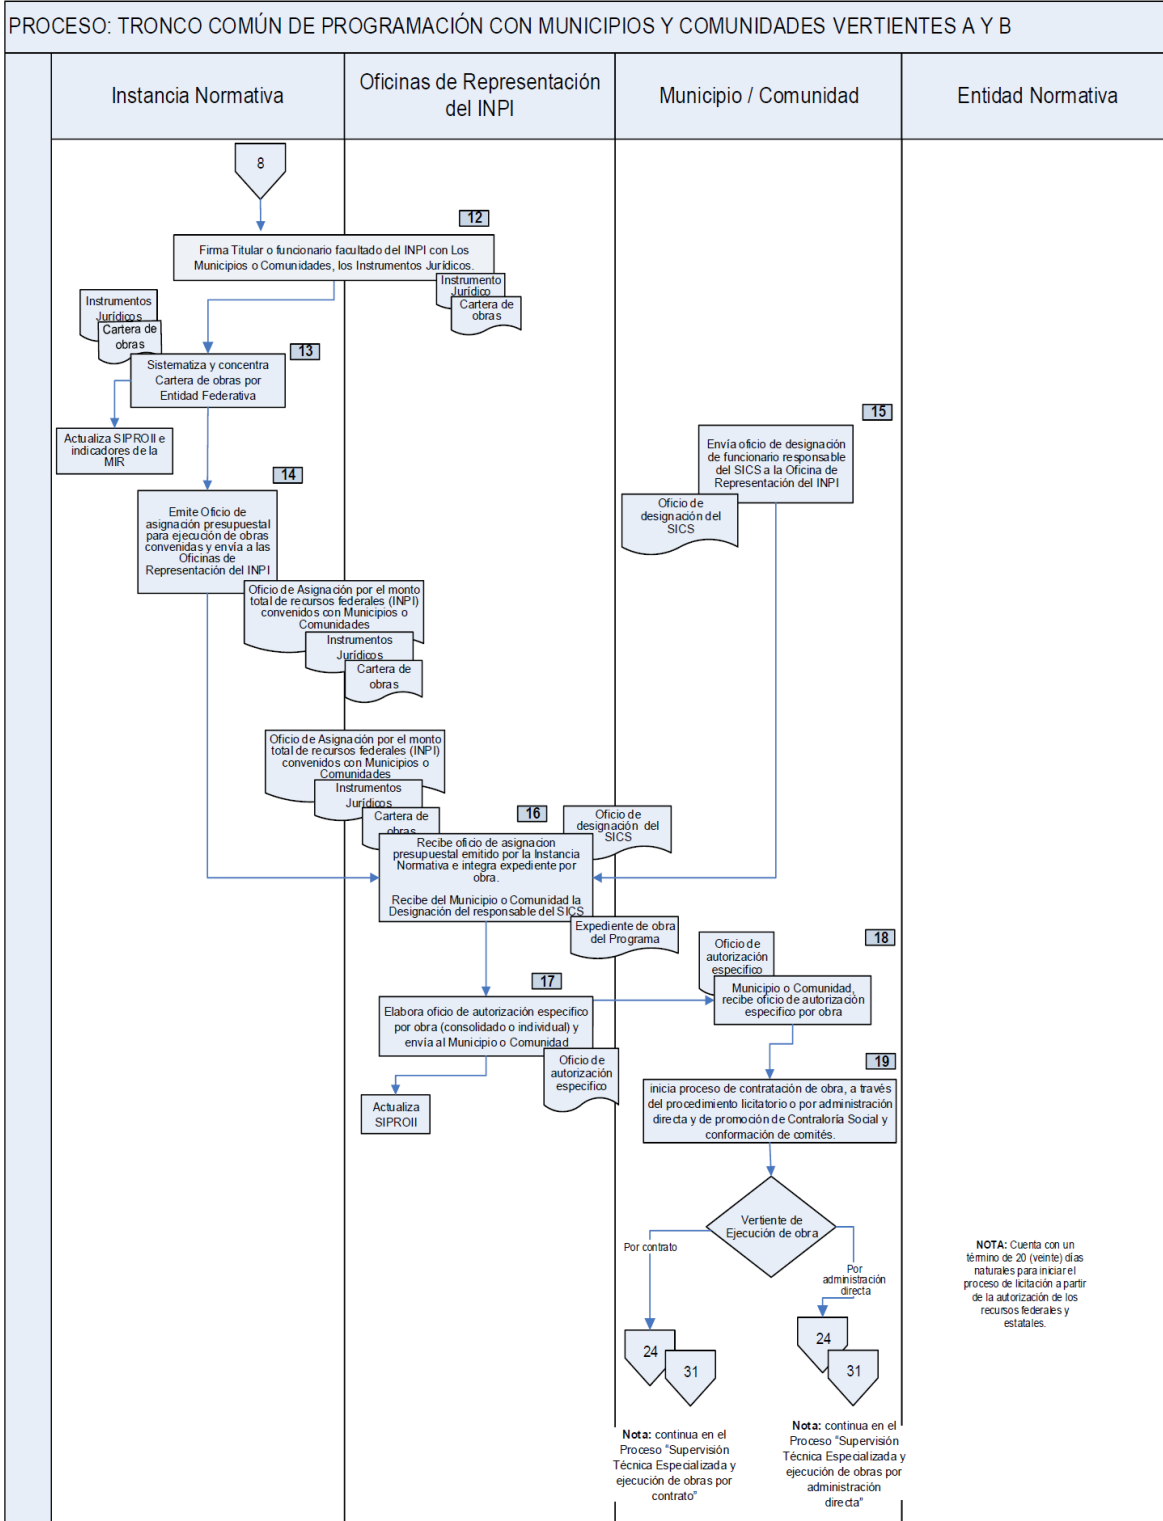 PROCESO: TRONCO COMÚN DE PROGRAMACIÓN CON MUNICIPIOS Y COMUNIDADES VERTIENTES A Y B
Instancia Normativa
Oficinas de Representación
del INPI
Municipio / Comunidad
Entidad Normativa
8
12
Firma Titular o funcionario facultado del INPI con Los
Municipios o Comunidades, los Instrumentos Jurídicos.
Instrumento
Jurídico
Cartera de
obras
Instrumentos
Jurídicos
Cartera de
obras
13
Sistematiza y concentra
Cartera de obras por
Entidad Federativa
Actualiza SIPROII e
indicadores de la
MIR
14
Emite Oficio de
asignación presupuestal
para ejecución de obras
convenidas y envía a las
Oficinas de
Representación del INPI
Oficio de Asignación por el monto
total de recursos federales (INPI)
convenidos con Municipios o
Comunidades
Instrumentos
Jurídicos
Cartera de
obras
15
Envía oficio de designación
de funcionario responsable
del SICS a la Oficina de
Representación del INPI
Oficio de
designación del
SICS
Oficio de Asignación por el monto
total de recursos federales (INPI)
convenidos con Municipios o
Comunidades
Instrumentos
Jurídicos
Cartera de
obras
16
Oficio de
designación del
SICS
Recibe oficio de asignacion
presupuestal emitido por la Instancia
Normativa e integra expediente por
obra.
Recibe del Municipio o Comunidad la
Designación del responsable del SICS
Expediente de obra
del Programa
17
Elabora oficio de autorización especifico
por obra (consolidado o individual) y
envía al Municipio o Comunidad
Oficio de
autorización
especifico
Actualiza
SIPROII
18
Oficio de
autorización
especifico
Municipio o Comunidad,
recibe oficio de autorización
especifico por obra
19
inicia proceso de contratación de obra, a través
del procedimiento licitatorio o por administración
directa y de promoción de Contraloría Social y
conformación de comités.
Vertiente de
Ejecución de obra
Por contrato
Por
administración
directa
24
31
24
31
Nota: continua en el
Proceso “Supervisión
Técnica Especializada y
ejecución de obras por
contrato”
Nota: continua en el
Proceso “Supervisión
Técnica Especializada y
ejecución de obras por
administración
directa”
NOTA: Cuenta con un
término de 20 (veinte) días
naturales para iniciar el
proceso de licitación a partir
de la autorización de los
recursos federales y
estatales.